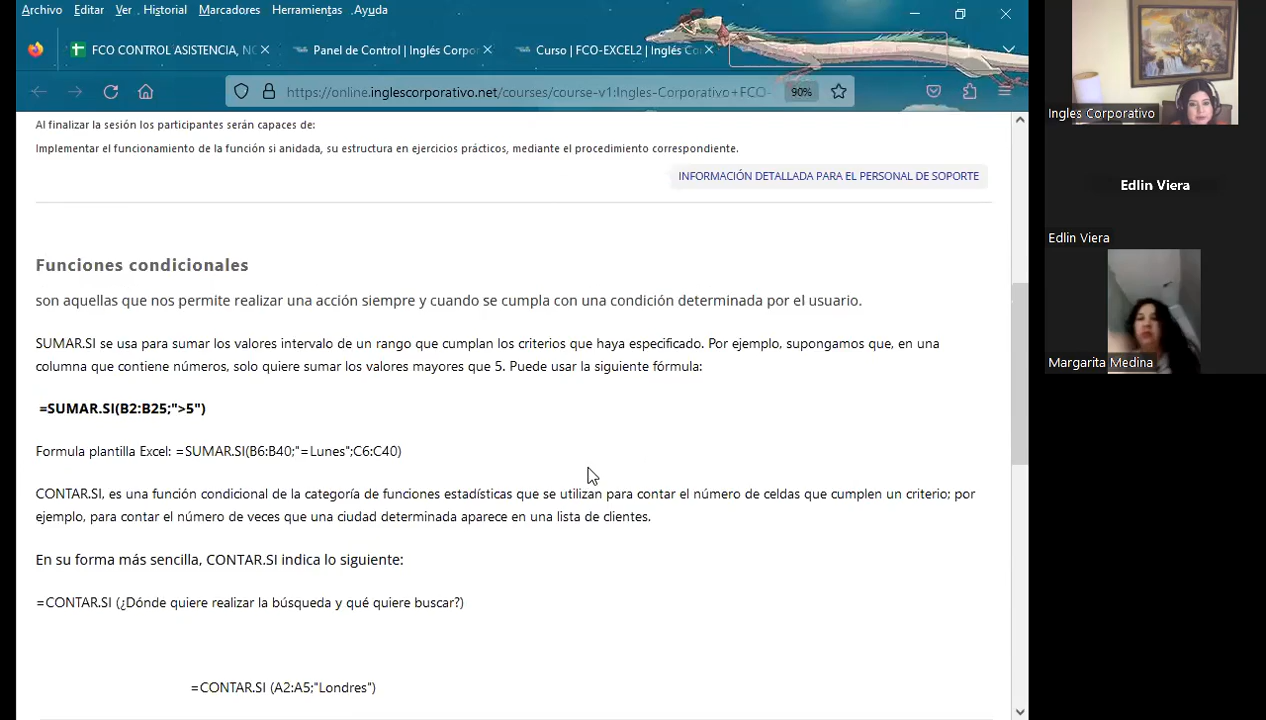 Archivo Editar Ver Historial Marcadores Herramientas Ayuda
FCO CONTROL ASISTENCIA, NO
Panel de Control | Inglés Corpor
Curso | FCO-EXCEL2 | Inglés Co
https://online.inglescorporativo.net/courses/course-v1:Ingles-Corporativo+FCO-
90%
Al finalizar la sesión los participantes serán capaces de:
Implementar el funcionamiento de la función si anidada, su estructura en ejercicios prácticos, mediante el procedimiento correspondiente.
INFORMACIÓN DETALLADA PARA EL PERSONAL DE SOPORTE
Funciones condicionales
son aquellas que nos permite realizar una acción siempre y cuando se cumpla con una condición determinada por el usuario.
SUMAR.SI se usa para sumar los valores intervalo de un rango que cumplan los criterios que haya especificado. Por ejemplo, supongamos que, en una
columna que contiene números, solo quiere sumar los valores mayores que 5. Puede usar la siguiente fórmula:
=SUMAR.SI(B2:B25;">5")
Formula plantilla Excel: =SUMAR.SI(B6:B40;"=Lunes";C6:C40)
CONTAR.SI, es una función condicional de la categoría de funciones estadísticas que se utilizan para contar el número de celdas que cumplen un criterio; por
ejemplo, para contar el número de veces que una ciudad determinada aparece en una lista de clientes.
En su forma más sencilla, CONTAR.SI indica lo siguiente:
=CONTAR.SI (¿Dónde quiere realizar la búsqueda y qué quiere buscar?)
=CONTAR.SI (A2:A5;"Londres")
Ingles Corporativo
Edlin Viera
Edlin Viera
Margarita Medina